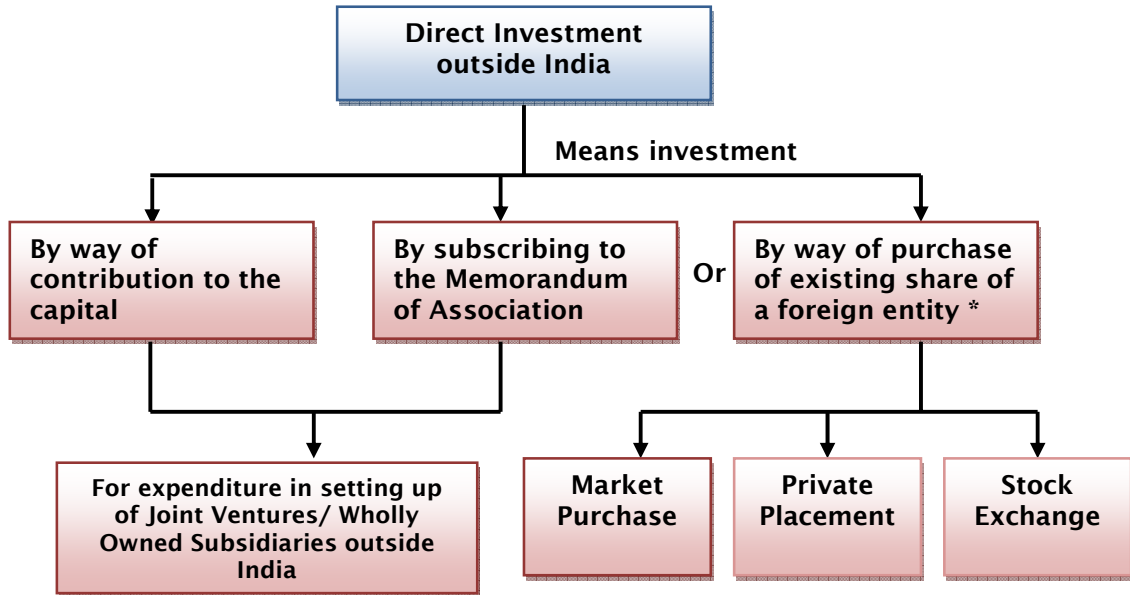 Direct Investment
outside India
Means investment
By way of
contribution to the
capital
By subscribing to
the Memorandum
of Association
Or
By way of purchase
of existing share of
a foreign entity *
For expenditure in setting up
of Joint Ventures/ Wholly
Owned Subsidiaries outside
India
Market
Purchase
Private
Placement
Stock
Exchange